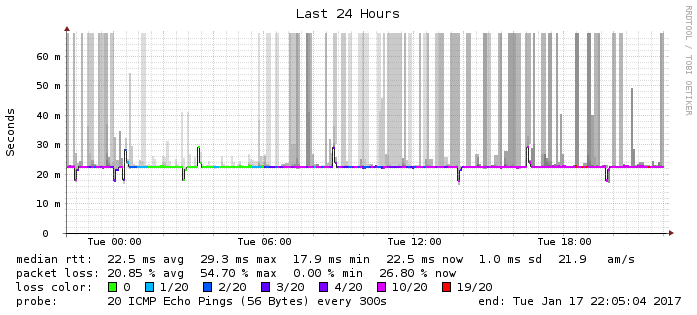 Last 24 Hours
RRDTOOL / TOBI OETIKER
Seconds
60 m
50 m
40 m
30 m
20 m
10 m
0
Tue 00:00 Tue 06:00 Tue 12:00 Tue 18:00
median rtt: 22.5 ms avg 29.3 ms max 17.9 ms min 22.5 ms now 1.0 ms sd 21.9 am/s
packet loss: 20.85 % avg 54.70 % max 0.00 % min 26.80 % now
loss color: 0 1/20 2/20 3/20 4/20 10/20 19/20
probe: 20 ICMP Echo Pings (56 Bytes) every 300s end: Tue Jan 17 22:05:04 2017